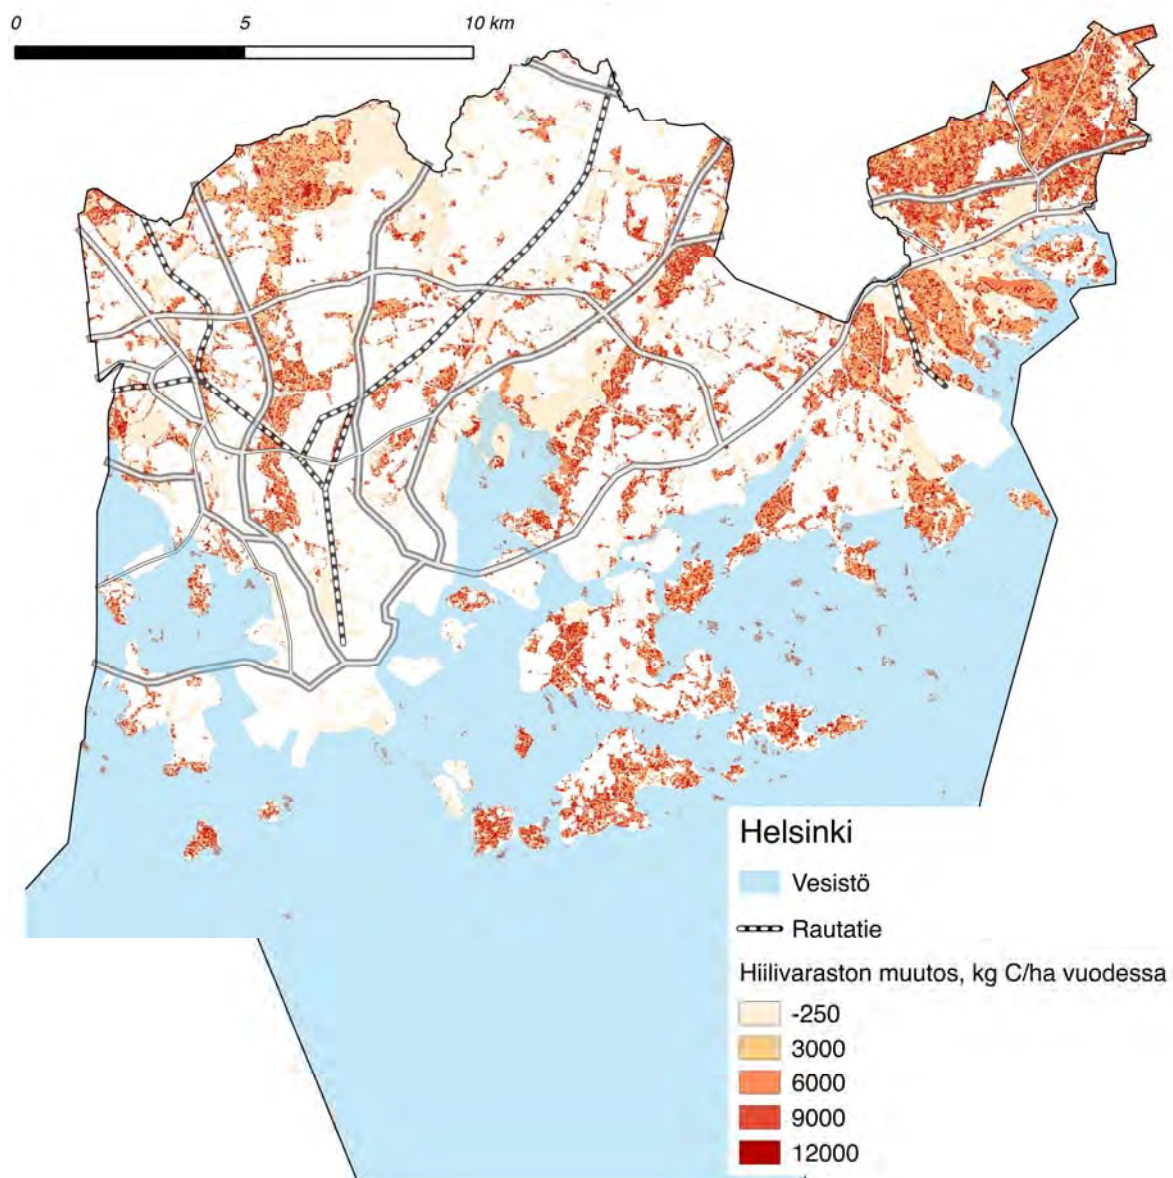 0 5 10 km
Helsinki
Vesistö
Rautatie
Hiilivaraston muutos, kg C/ha vuodessa
-250
3000
6000
9000
12000